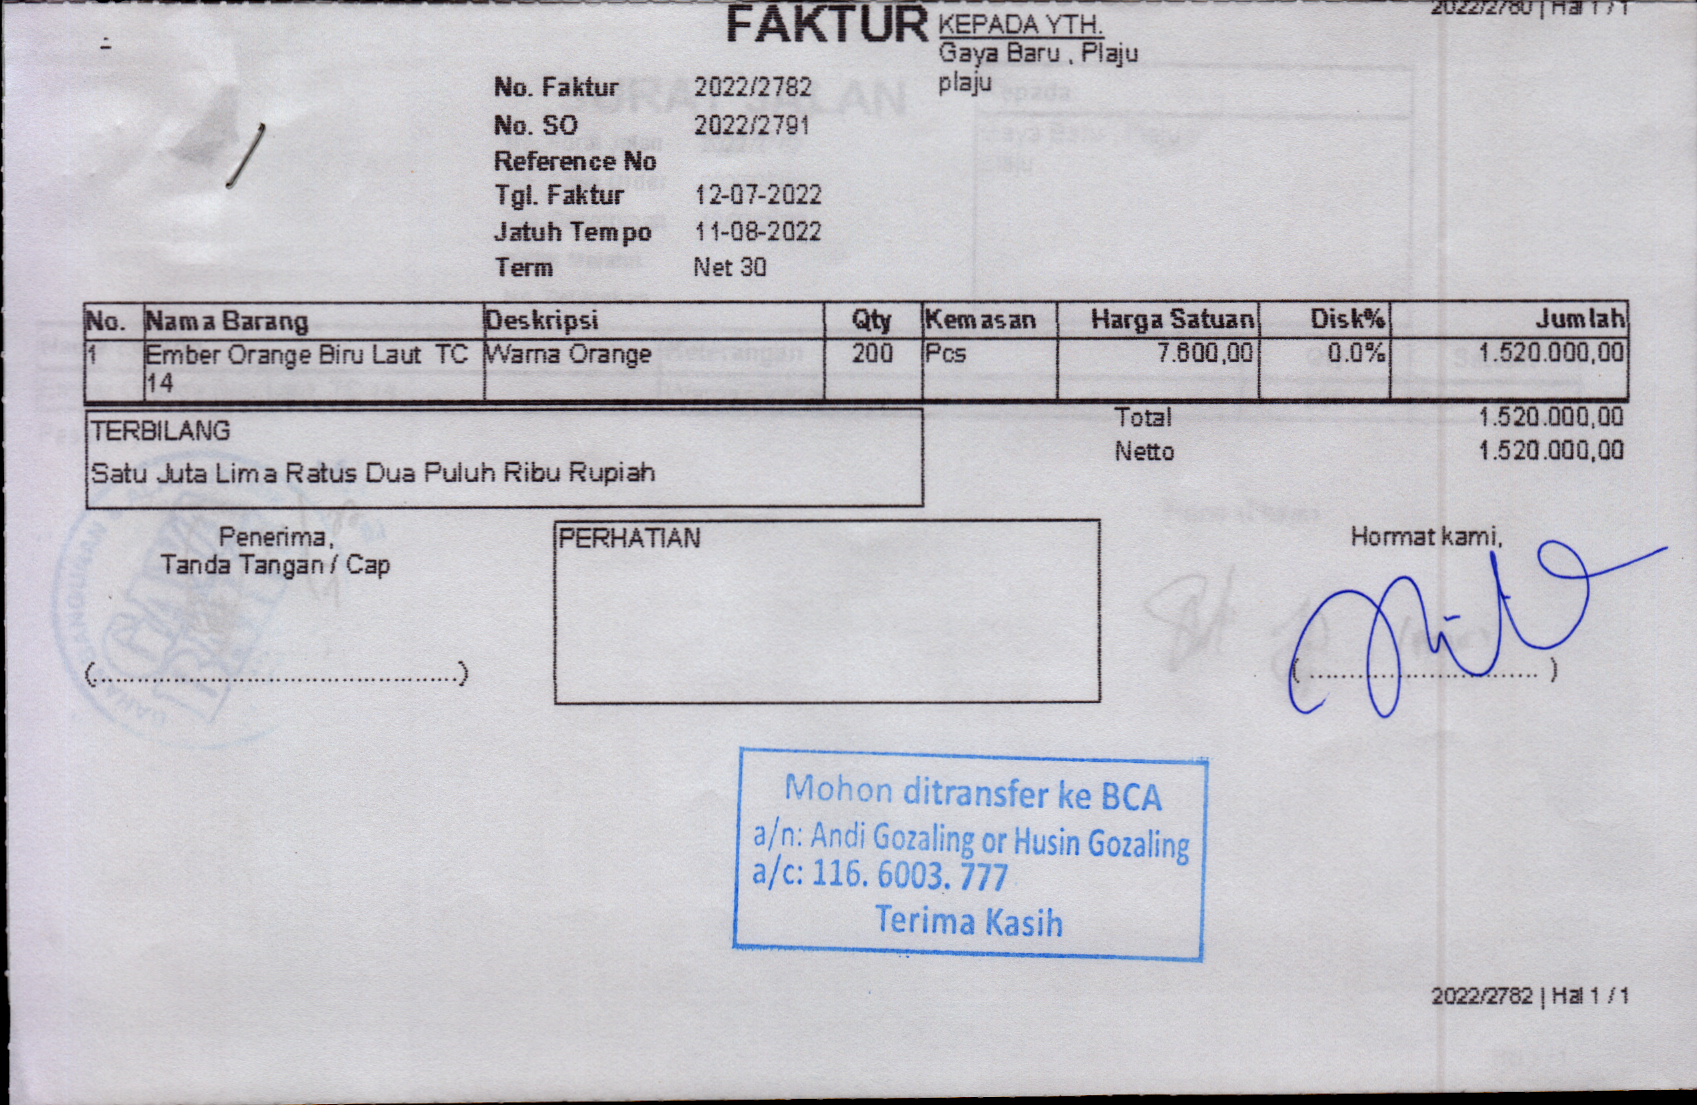 2022/2780 | Hal 1 / 1
FAKTUR
KEPADA YTH.
Gaya Baru , Plaju
plaju
No. Faktur 2022/2782
No. SO 2022/2791
Reference No
Tgl. Faktur 12-07-2022
Jatuh Tempo 11-08-2022
Term Net 30
No. Nama Barang Deskripsi Qty Kemasan Harga Satuan Disk% Jumlah
1 Ember Orange Biru Laut TC Warna Orange 200 Pcs 7.600,00 0.0% 1.520.000,00
14
Total 1.520.000,00
Netto 1.520.000,00
TERBILANG
Satu Juta Lima Ratus Dua Puluh Ribu Rupiah
Penerima,
Tanda Tangan / Cap
(..............................................)
PERHATIAN
Hormat kami,
(.............................)
Mohon ditransfer ke BCA
a/n: Andi Gozaling or Husin Gozaling
a/c: 116. 6003. 777
Terima Kasih
2022/2782 | Hal 1 / 1